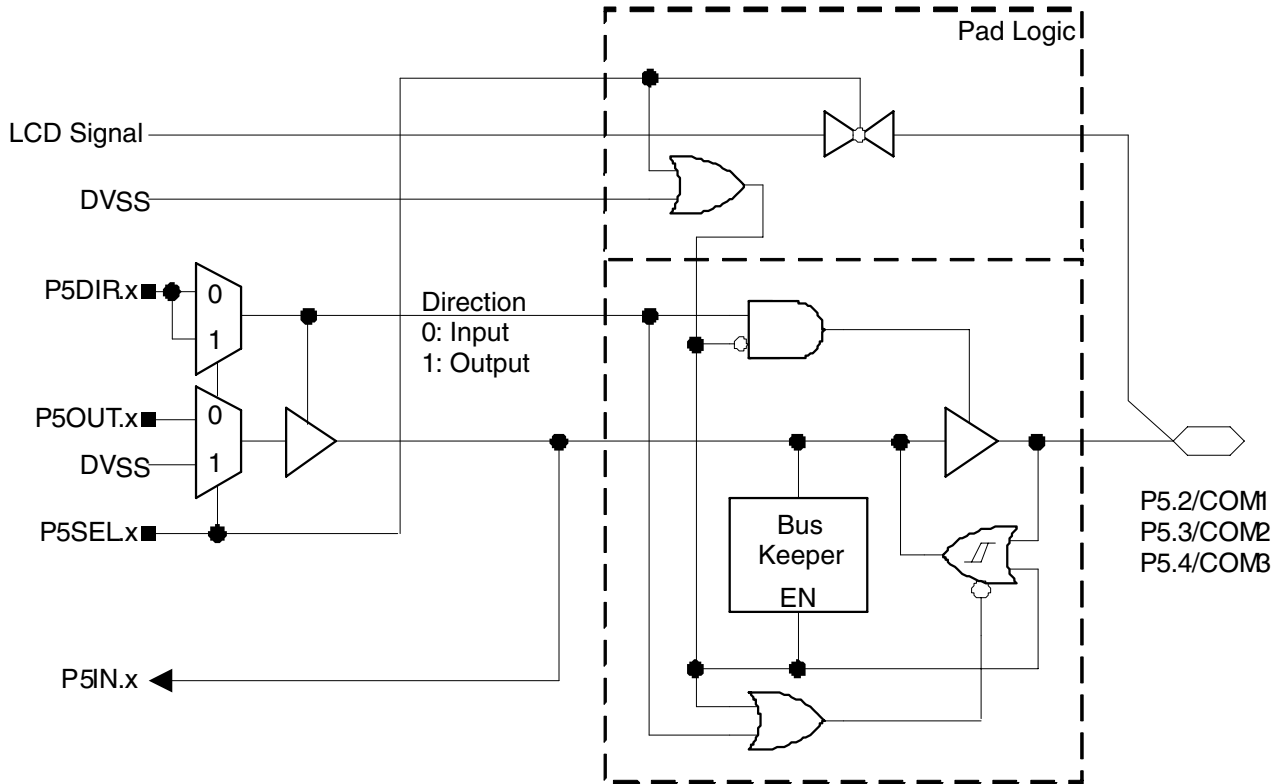 Pad Logic
LCD Signal
DVSS
P5DIR.x
0
1
Direction
0: Input
1: Output
P5OUT.x
0
DVSS
1
P5SEL.x
Bus
Keeper
EN
P5.2/COM1
P5.3/COM2
P5.4/COM3
P5IN.x